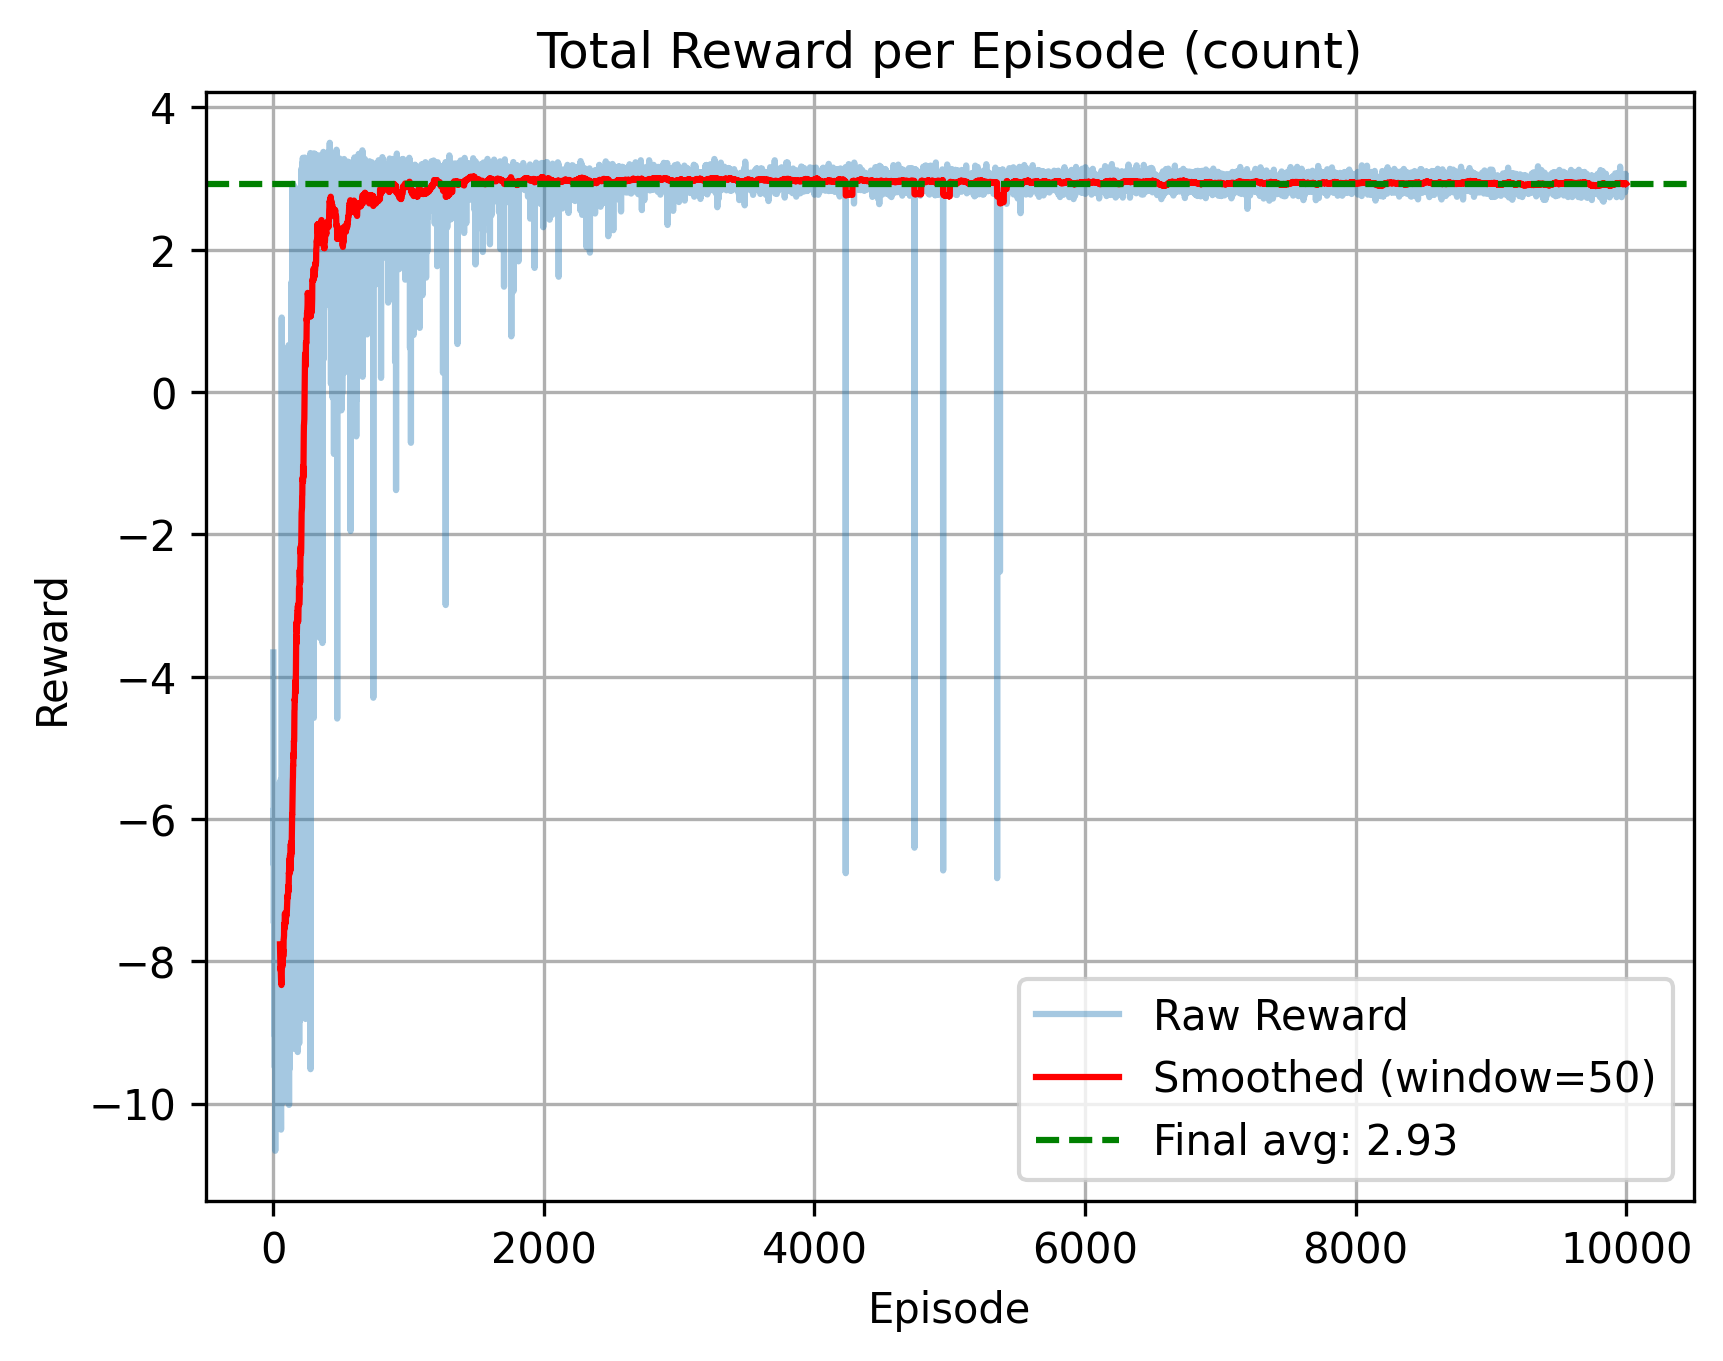 Total Reward per Episode (count)
4
2
0
−2
−4
−6
−8
−10
Reward
Raw Reward
Smoothed (window=50)
Final avg: 2.93
0 2000 4000 6000 8000 10000
Episode